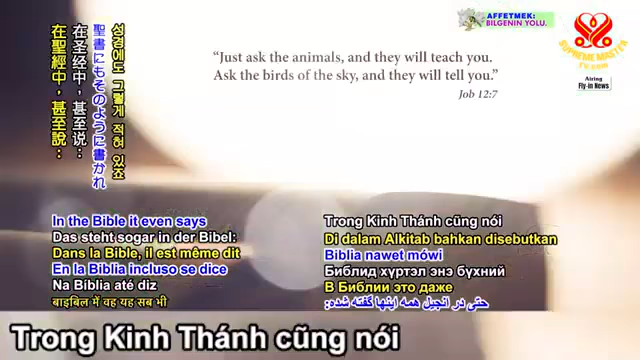 AFFETMEK:
BILGENIN YOLU.
SUPREME MASTER
Airing
Fly-in News
“Just ask the animals, and they will teach you.
Ask the birds of the sky, and they will tell you.”
Job 12:7
성경에도 그렇게 적혀 있죠
聖書にもそのように書かれ
在圣经中，甚至说：
在聖經中，甚至說：
In the Bible it even says
Das steht sogar in der Bibel:
Dans la Bible, il est même dit
En la Biblia incluso se dice
Na Bíblia até diz
बाइबिल में वह यह सब भी
Trong Kinh Thánh cũng nói
Di dalam Alkitab bahkan disebutkan
Biblia nawet mówi
Библид хүртэл энэ бүхний
В Библии это даже
حتی در انجیل همه اینها گفته شده:
Trong Kinh Thánh cũng nói